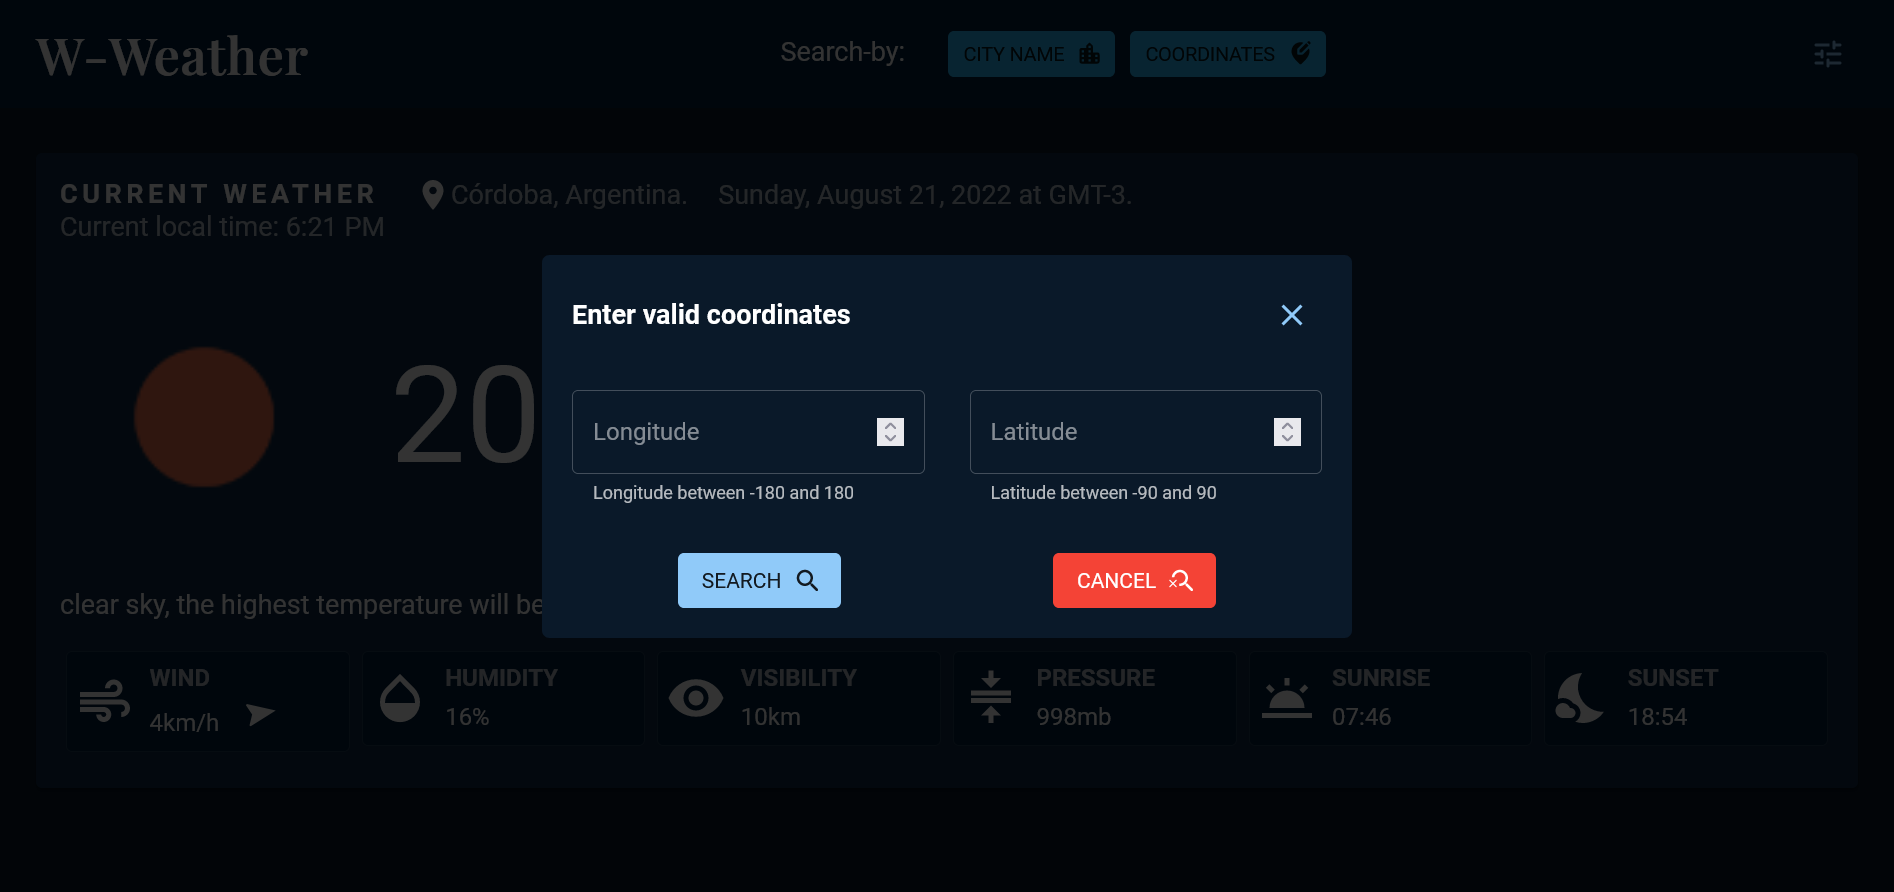 W-Weather
Search-by:
CITY NAME
COORDINATES
CURRENT WEATHER
Córdoba, Argentina.
Sunday, August 21, 2022 at GMT-3.
Current local time: 6:21 PM
20
Enter valid coordinates
Longitude
Latitude
Longitude between -180 and 180
Latitude between -90 and 90
SEARCH
CANCEL
clear sky, the highest temperature will be
WIND
4km/h
HUMIDITY
16%
VISIBILITY
10km
PRESSURE
998mb
SUNRISE
07:46
SUNSET
18:54